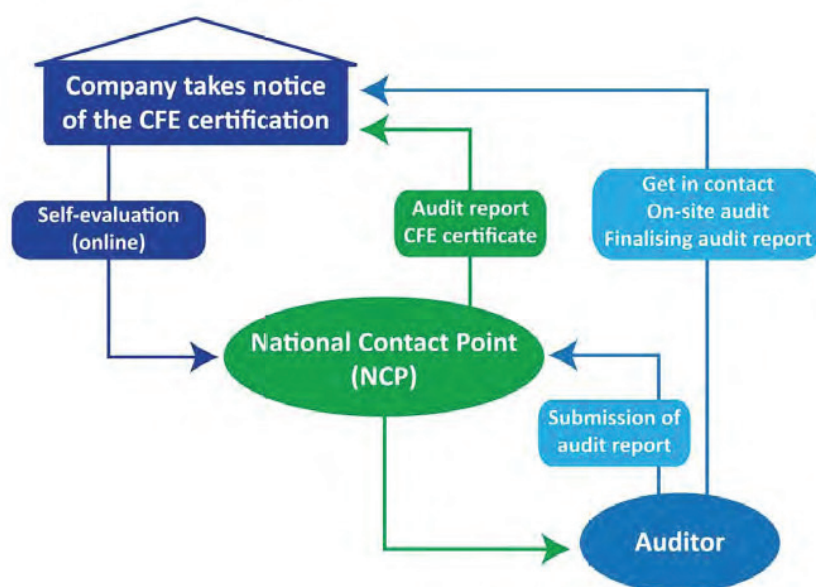 Company takes notice
of the CFE certification
Self-evaluation
(online)
Audit report
CFE certificate
Get in contact
On-site audit
Finalising audit report
National Contact Point
(NCP)
Submission of
audit report
Auditor